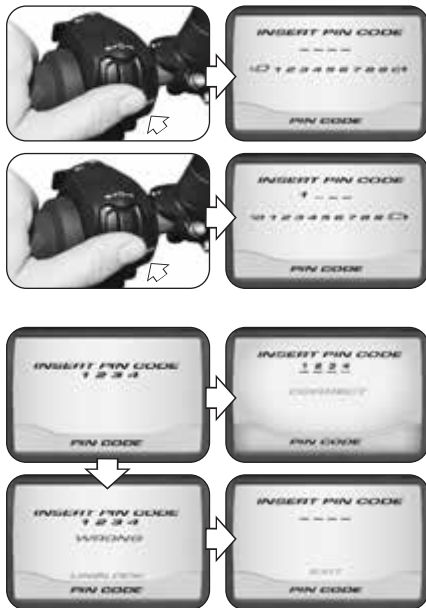 INSERT PIN CODE
_ _ _ _
0 1 2 3 4 5 6 7 8 9
PIN CODE
INSERT PIN CODE
1 _ _ _
0 1 2 3 4 5 6 7 8 9
PIN CODE
INSERT PIN CODE
1 2 3 4
PIN CODE
INSERT PIN CODE
1 2 3 4
CORRECT
PIN CODE
INSERT PIN CODE
1 2 3 4
WRONG
PIN CODE
INSERT PIN CODE
_ _ _ _
EXIT
PIN CODE